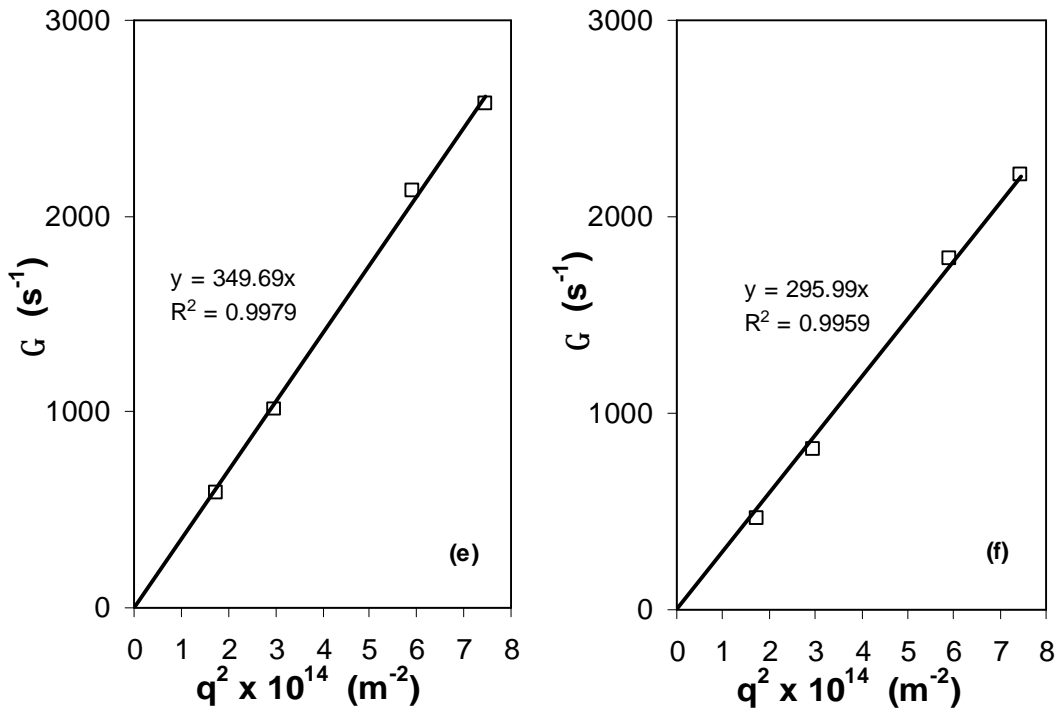 3000
2000
1000
0
G (s⁻¹)
y = 349.69x
R² = 0.9979
(e)
0 1 2 3 4 5 6 7 8
q² x 10¹⁴ (m⁻²)
3000
2000
1000
0
G (s⁻¹)
y = 295.99x
R² = 0.9959
(f)
0 1 2 3 4 5 6 7 8
q² x 10¹⁴ (m⁻²)